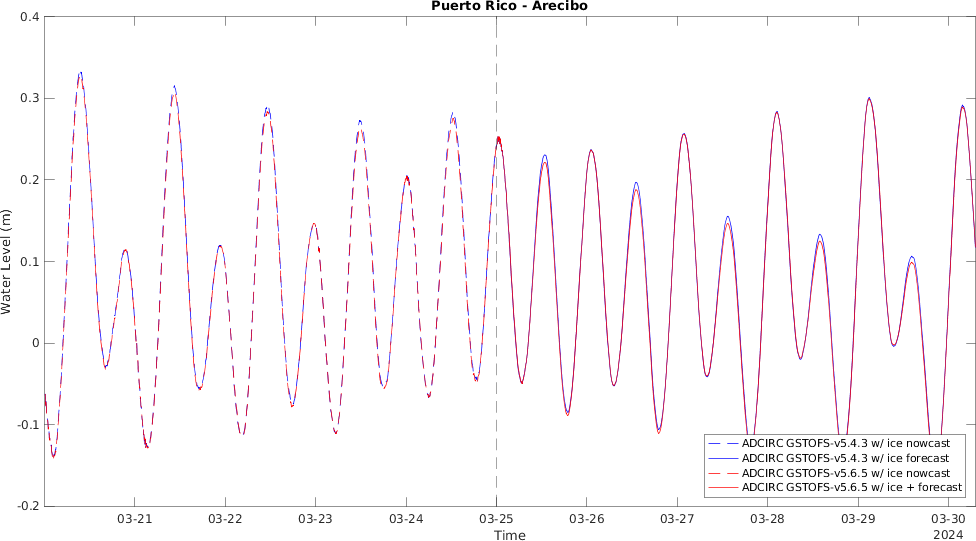 Puerto Rico - Arecibo
0.4
0.3
0.2
0.1
0
-0.1
-0.2
Water Level (m)
ADCIRC GSTOFS-v5.4.3 w/ ice nowcast
ADCIRC GSTOFS-v5.4.3 w/ ice forecast
ADCIRC GSTOFS-v5.6.5 w/ ice nowcast
ADCIRC GSTOFS-v5.6.5 w/ ice + forecast
03-21 03-22 03-23 03-24 03-25 03-26 03-27 03-28 03-29 03-30
Time
2024